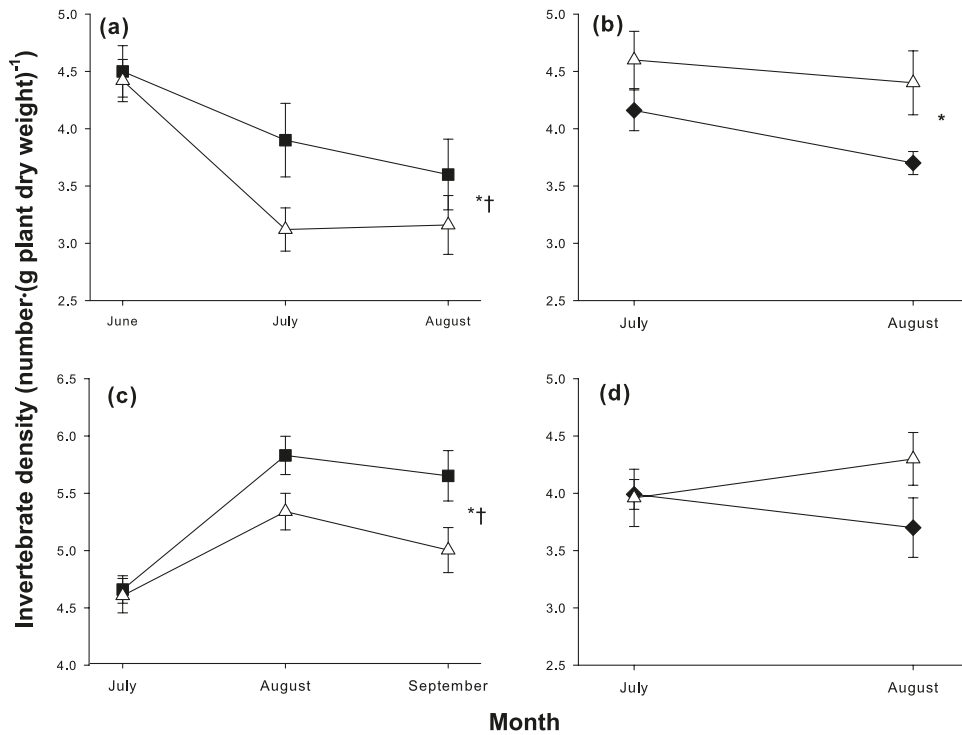 Invertebrate density (number·(g plant dry weight)-1
(a)
5.0
4.5
4.0
3.5
3.0
2.5
*†
June July August
(b)
5.0
4.5
4.0
3.5
3.0
2.5
*
July August
(c)
6.5
6.0
5.5
5.0
4.5
4.0
*†
July August September
(d)
5.0
4.5
4.0
3.5
3.0
2.5
July August
Month